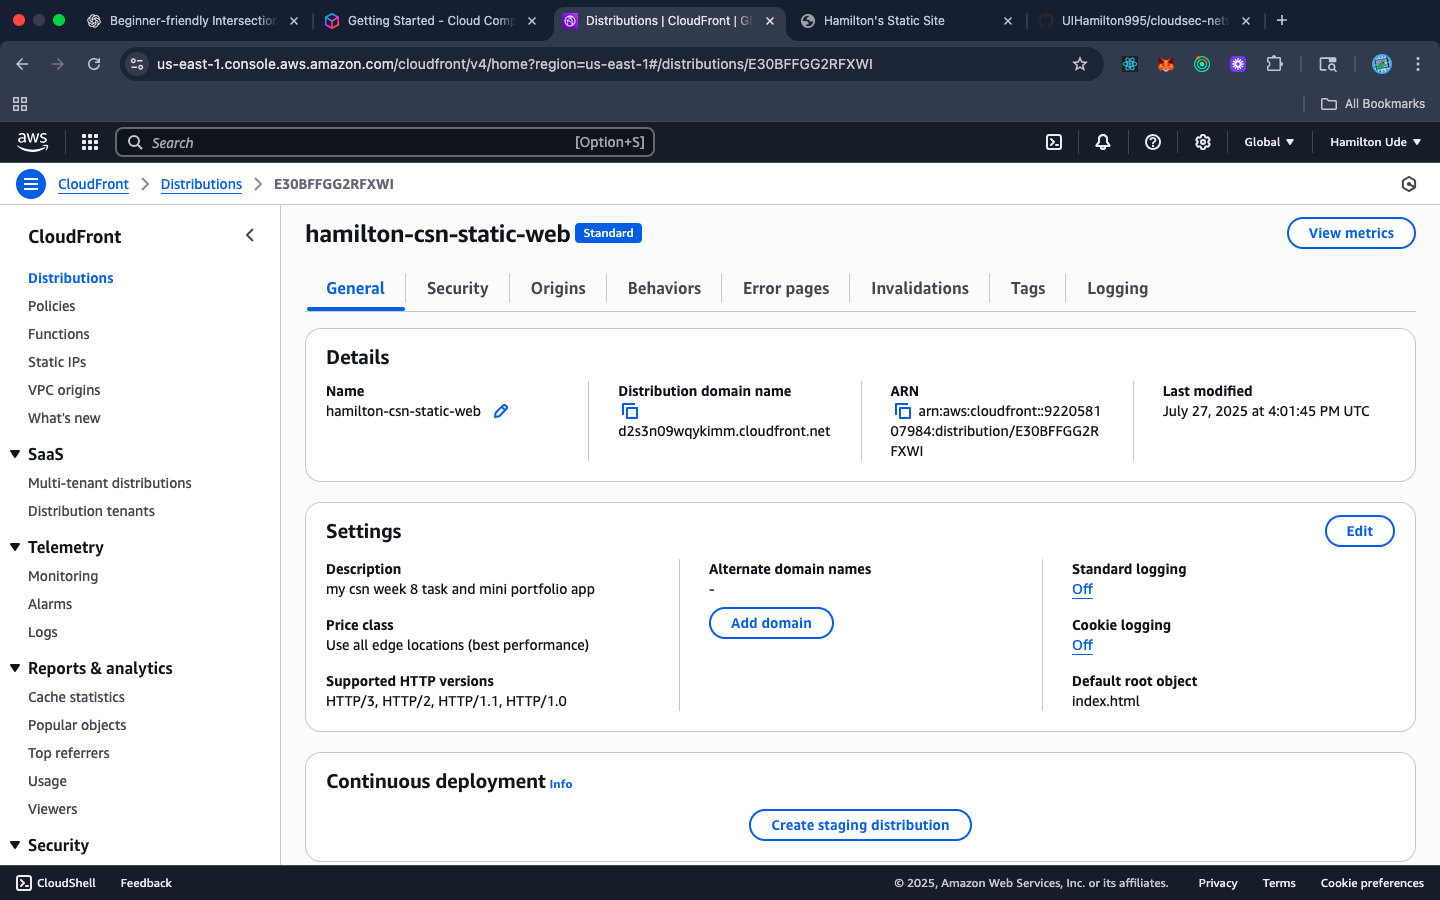 Beginner-friendly Intersection
Getting Started - Cloud Comp
Distributions | CloudFront | Gl
Hamilton's Static Site
UIHamilton995/cloudsec-netw
us-east-1.console.aws.amazon.com/cloudfront/v4/home?region=us-east-1#/distributions/E30BFFGG2RFXWI
All Bookmarks
aws
Search
[Option+S]
Global
Hamilton Ude
CloudFront
Distributions
E30BFFGG2RFXWI
CloudFront
Distributions
Policies
Functions
Static IPs
VPC origins
What's new
SaaS
Multi-tenant distributions
Distribution tenants
Telemetry
Monitoring
Alarms
Logs
Reports & analytics
Cache statistics
Popular objects
Top referrers
Usage
Viewers
Security
hamilton-csn-static-web Standard
View metrics
General
Security
Origins
Behaviors
Error pages
Invalidations
Tags
Logging
Details
Name
hamilton-csn-static-web
Distribution domain name
d2s3n09wqykimm.cloudfront.net
ARN
arn:aws:cloudfront::9220581
07984:distribution/E30BFFGG2R
FXWI
Last modified
July 27, 2025 at 4:01:45 PM UTC
Settings
Edit
Description
my csn week 8 task and mini portfolio app
Price class
Use all edge locations (best performance)
Supported HTTP versions
HTTP/3, HTTP/2, HTTP/1.1, HTTP/1.0
Alternate domain names
-
Add domain
Standard logging
Off
Cookie logging
Off
Default root object
index.html
Continuous deployment Info
Create staging distribution
CloudShell
Feedback
© 2025, Amazon Web Services, Inc. or its affiliates.
Privacy
Terms
Cookie preferences